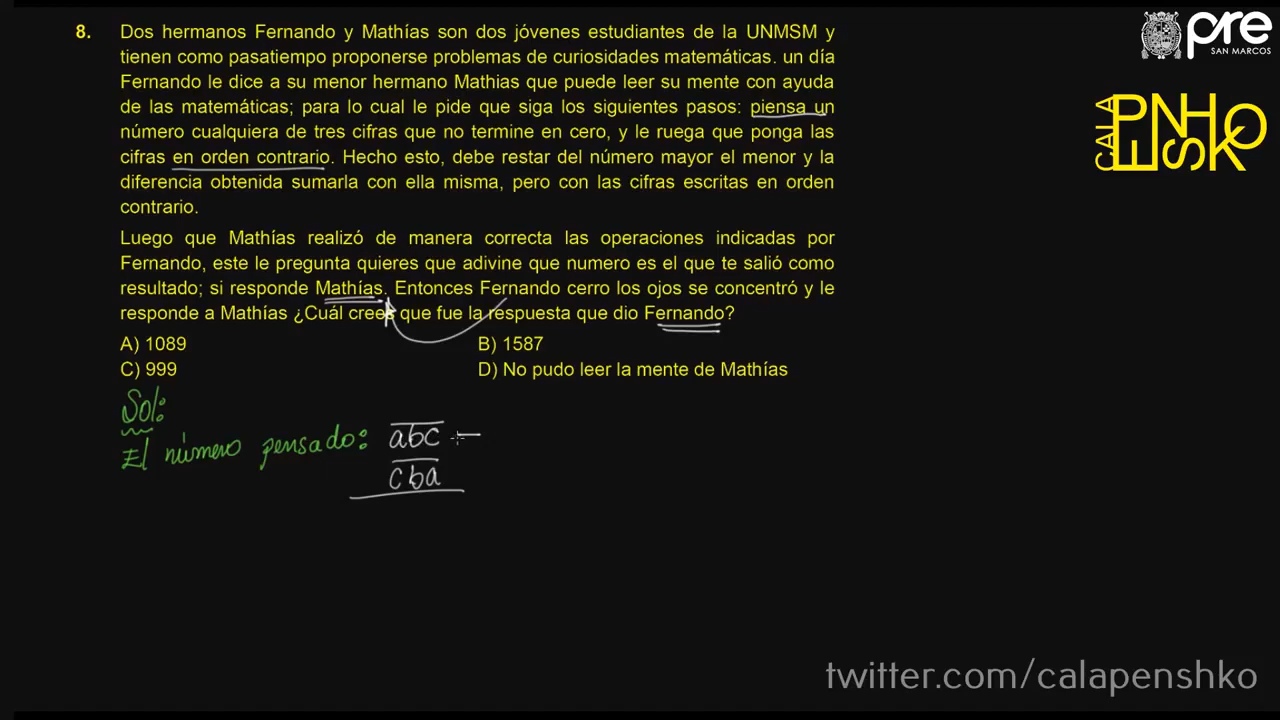 8. Dos hermanos Fernando y Mathías son dos jóvenes estudiantes de la UNMSM y
tienen como pasatiempo proponerse problemas de curiosidades matemáticas. un día
Fernando le dice a su menor hermano Mathias que puede leer su mente con ayuda
de las matemáticas; para lo cual le pide que siga los siguientes pasos: piensa un
número cualquiera de tres cifras que no termine en cero, y le ruega que ponga las
cifras en orden contrario. Hecho esto, debe restar del número mayor el menor y la
diferencia obtenida sumarla con ella misma, pero con las cifras escritas en orden
contrario.
Luego que Mathías realizó de manera correcta las operaciones indicadas por
Fernando, este le pregunta quieres que adivine que numero es el que te salió como
resultado; si responde Mathías. Entonces Fernando cerro los ojos se concentró y le
responde a Mathías ¿Cuál crees que fue la respuesta que dio Fernando?
A) 1089 B) 1587
C) 999 D) No pudo leer la mente de Mathías
Sol:
El número pensado: abc –
cba
pre
SAN MARCOS
CALA
PENSHKO
twitter.com/calapenshko